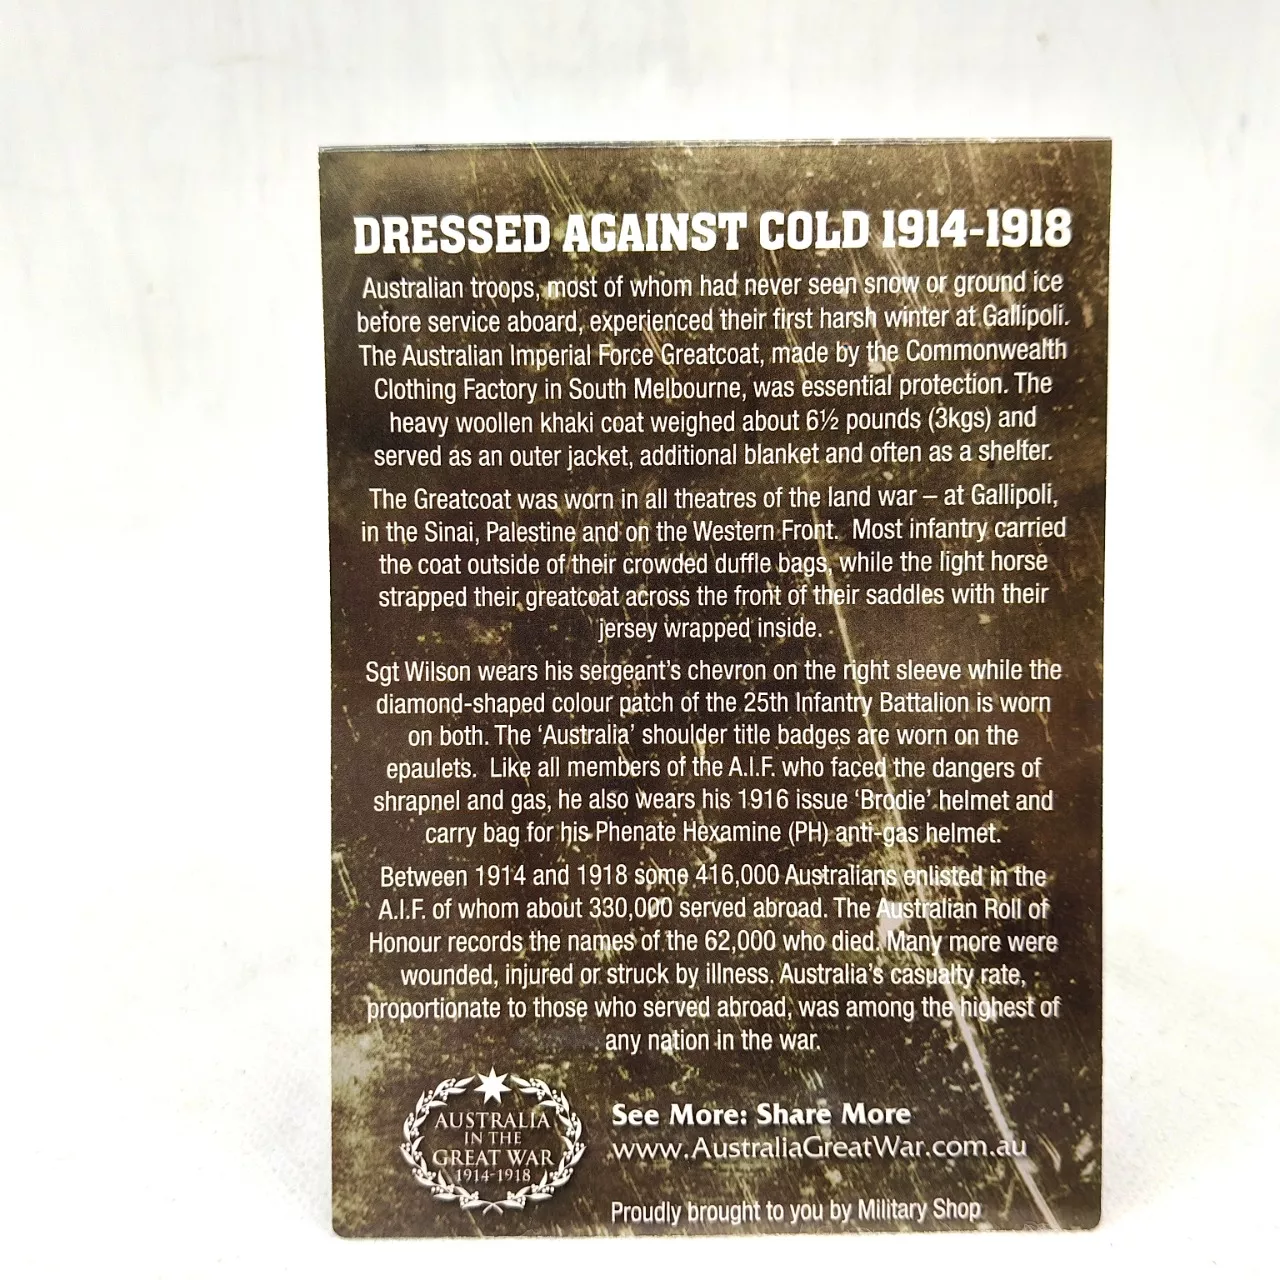 DRESSED AGAINST COLD 1914-1918
Australian troops, most of whom had never seen snow or ground ice
before service aboard, experienced their first harsh winter at Gallipoli.
The Australian Imperial Force Greatcoat, made by the Commonwealth
Clothing Factory in South Melbourne, was essential protection. The
heavy woollen khaki coat weighed about 6½ pounds (3kgs) and
served as an outer jacket, additional blanket and often as a shelter.
The Greatcoat was worn in all theatres of the land war – at Gallipoli,
in the Sinai, Palestine and on the Western Front. Most infantry carried
the coat outside of their crowded duffle bags, while the light horse
strapped their greatcoat across the front of their saddles with their
jersey wrapped inside.
Sgt Wilson wears his sergeant's chevron on the right sleeve while the
diamond-shaped colour patch of the 25th Infantry Battalion is worn
on both. The 'Australia' shoulder title badges are worn on the
epaulets. Like all members of the A.I.F. who faced the dangers of
shrapnel and gas, he also wears his 1916 issue 'Brodie' helmet and
carry bag for his Phenate Hexamine (PH) anti-gas helmet.
Between 1914 and 1918 some 416,000 Australians enlisted in the
A.I.F. of whom about 330,000 served abroad. The Australian Roll of
Honour records the names of the 62,000 who died. Many more were
wounded, injured or struck by illness. Australia's casualty rate,
proportionate to those who served abroad, was among the highest of
any nation in the war.
AUSTRALIA
IN THE
GREAT WAR
1914-1918
See More: Share More
www.AustraliaGreatWar.com.au
Proudly brought to you by Military Shop